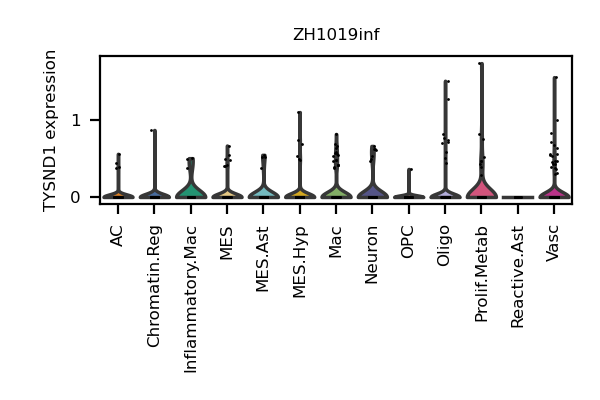 ZH1019inf
TYSND1 expression
1
0
AC
Chromatin.Reg
Inflammatory.Mac
MES
MES.Ast
MES.Hyp
Mac
Neuron
OPC
Oligo
Prolif.Metab
Reactive.Ast
Vasc